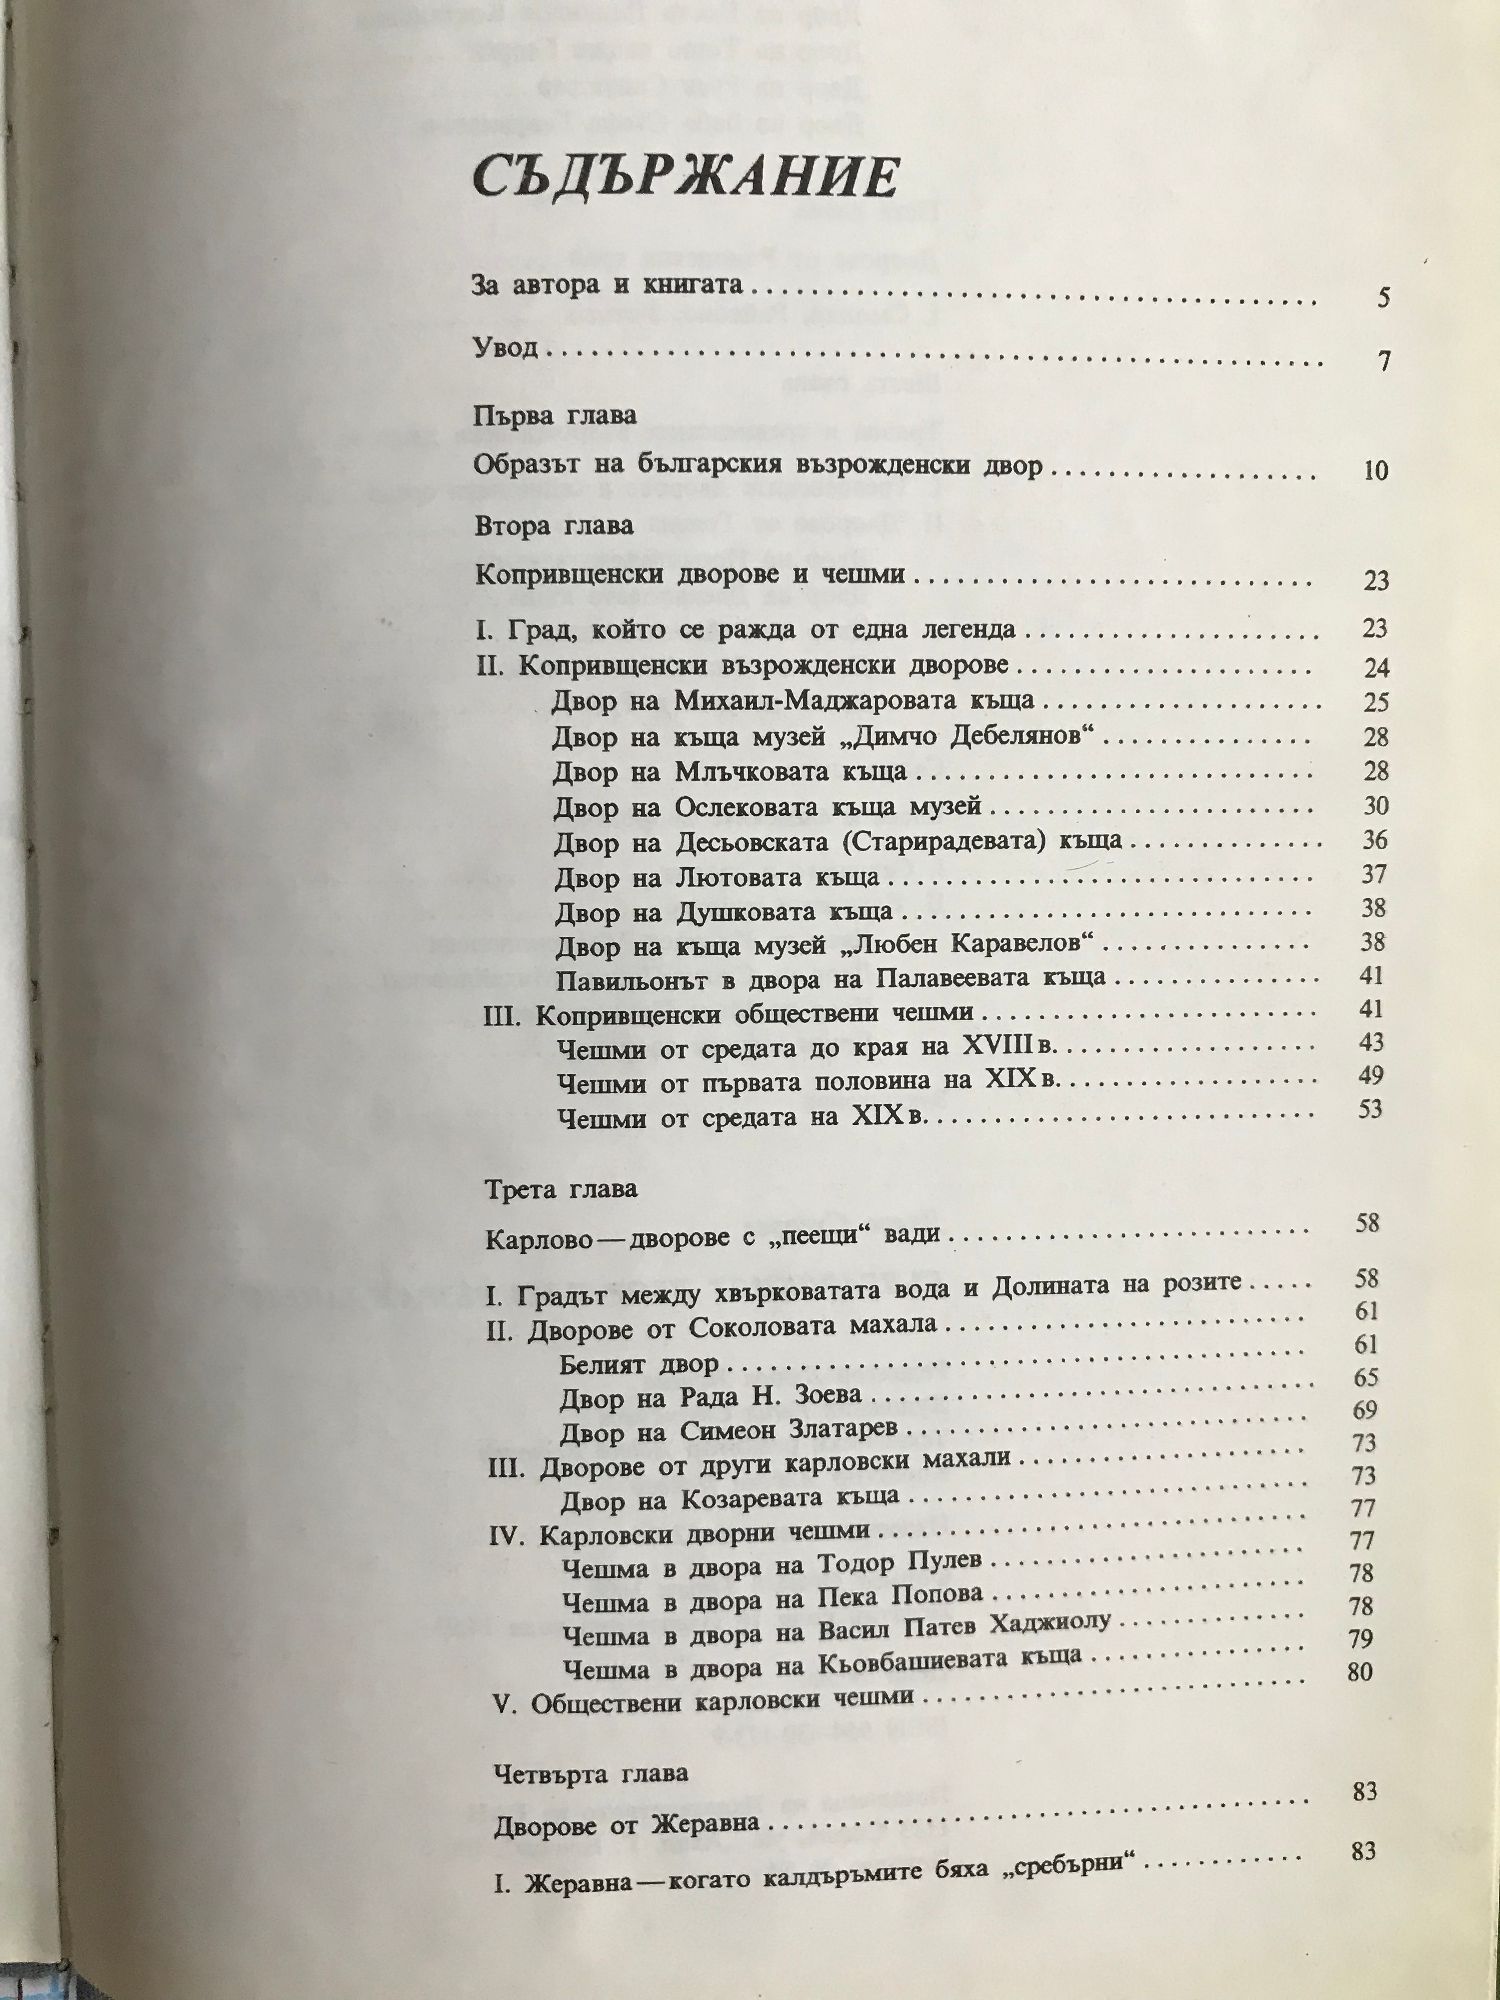 СЪДЪРЖАНИЕ
За автора и книгата 5
Увод 7
Първа глава
Образът на българския възрожденски двор 10
Втора глава
Копривщенски дворове и чешми 23
I. Град, който се ражда от една легенда 23
II. Копривщенски възрожденски дворове 24
Двор на Михаил-Маджаровата къща 25
Двор на къща музей „Димчо Дебелянов“ 28
Двор на Млъчковата къща 28
Двор на Ослековата къща музей 30
Двор на Десьовската (Старирадевата) къща 36
Двор на Лютовата къща 37
Двор на Душковата къща 38
Двор на къща музей „Любен Каравелов“ 38
Павильонът в двора на Палавеевата къща 41
III. Копривщенски обществени чешми 41
Чешми от средата до края на XVIII в. 43
Чешми от първата половина на XIX в. 49
Чешми от средата на XIX в. 53
Трета глава
Карлово — дворове с „пеещи“ вади 58
I. Градът между хвърковатата вода и Долината на розите 58
II. Дворове от Соколовата махала 61
Белият двор 61
Двор на Рада Н. Зоева 65
Двор на Симеон Златарев 69
III. Дворове от други карловски махали 73
Двор на Козаревата къща 73
IV. Карловски дворни чешми 77
Чешма в двора на Тодор Пулев 77
Чешма в двора на Пека Попова 78
Чешма в двора на Васил Патев Хаджиолу 78
Чешма в двора на Кьовбашиевата къща 79
V. Обществени карловски чешми 80
Четвърта глава
Дворове от Жеравна 83
I. Жеравна — когато калдъръмите бяха „сребърни“ 83